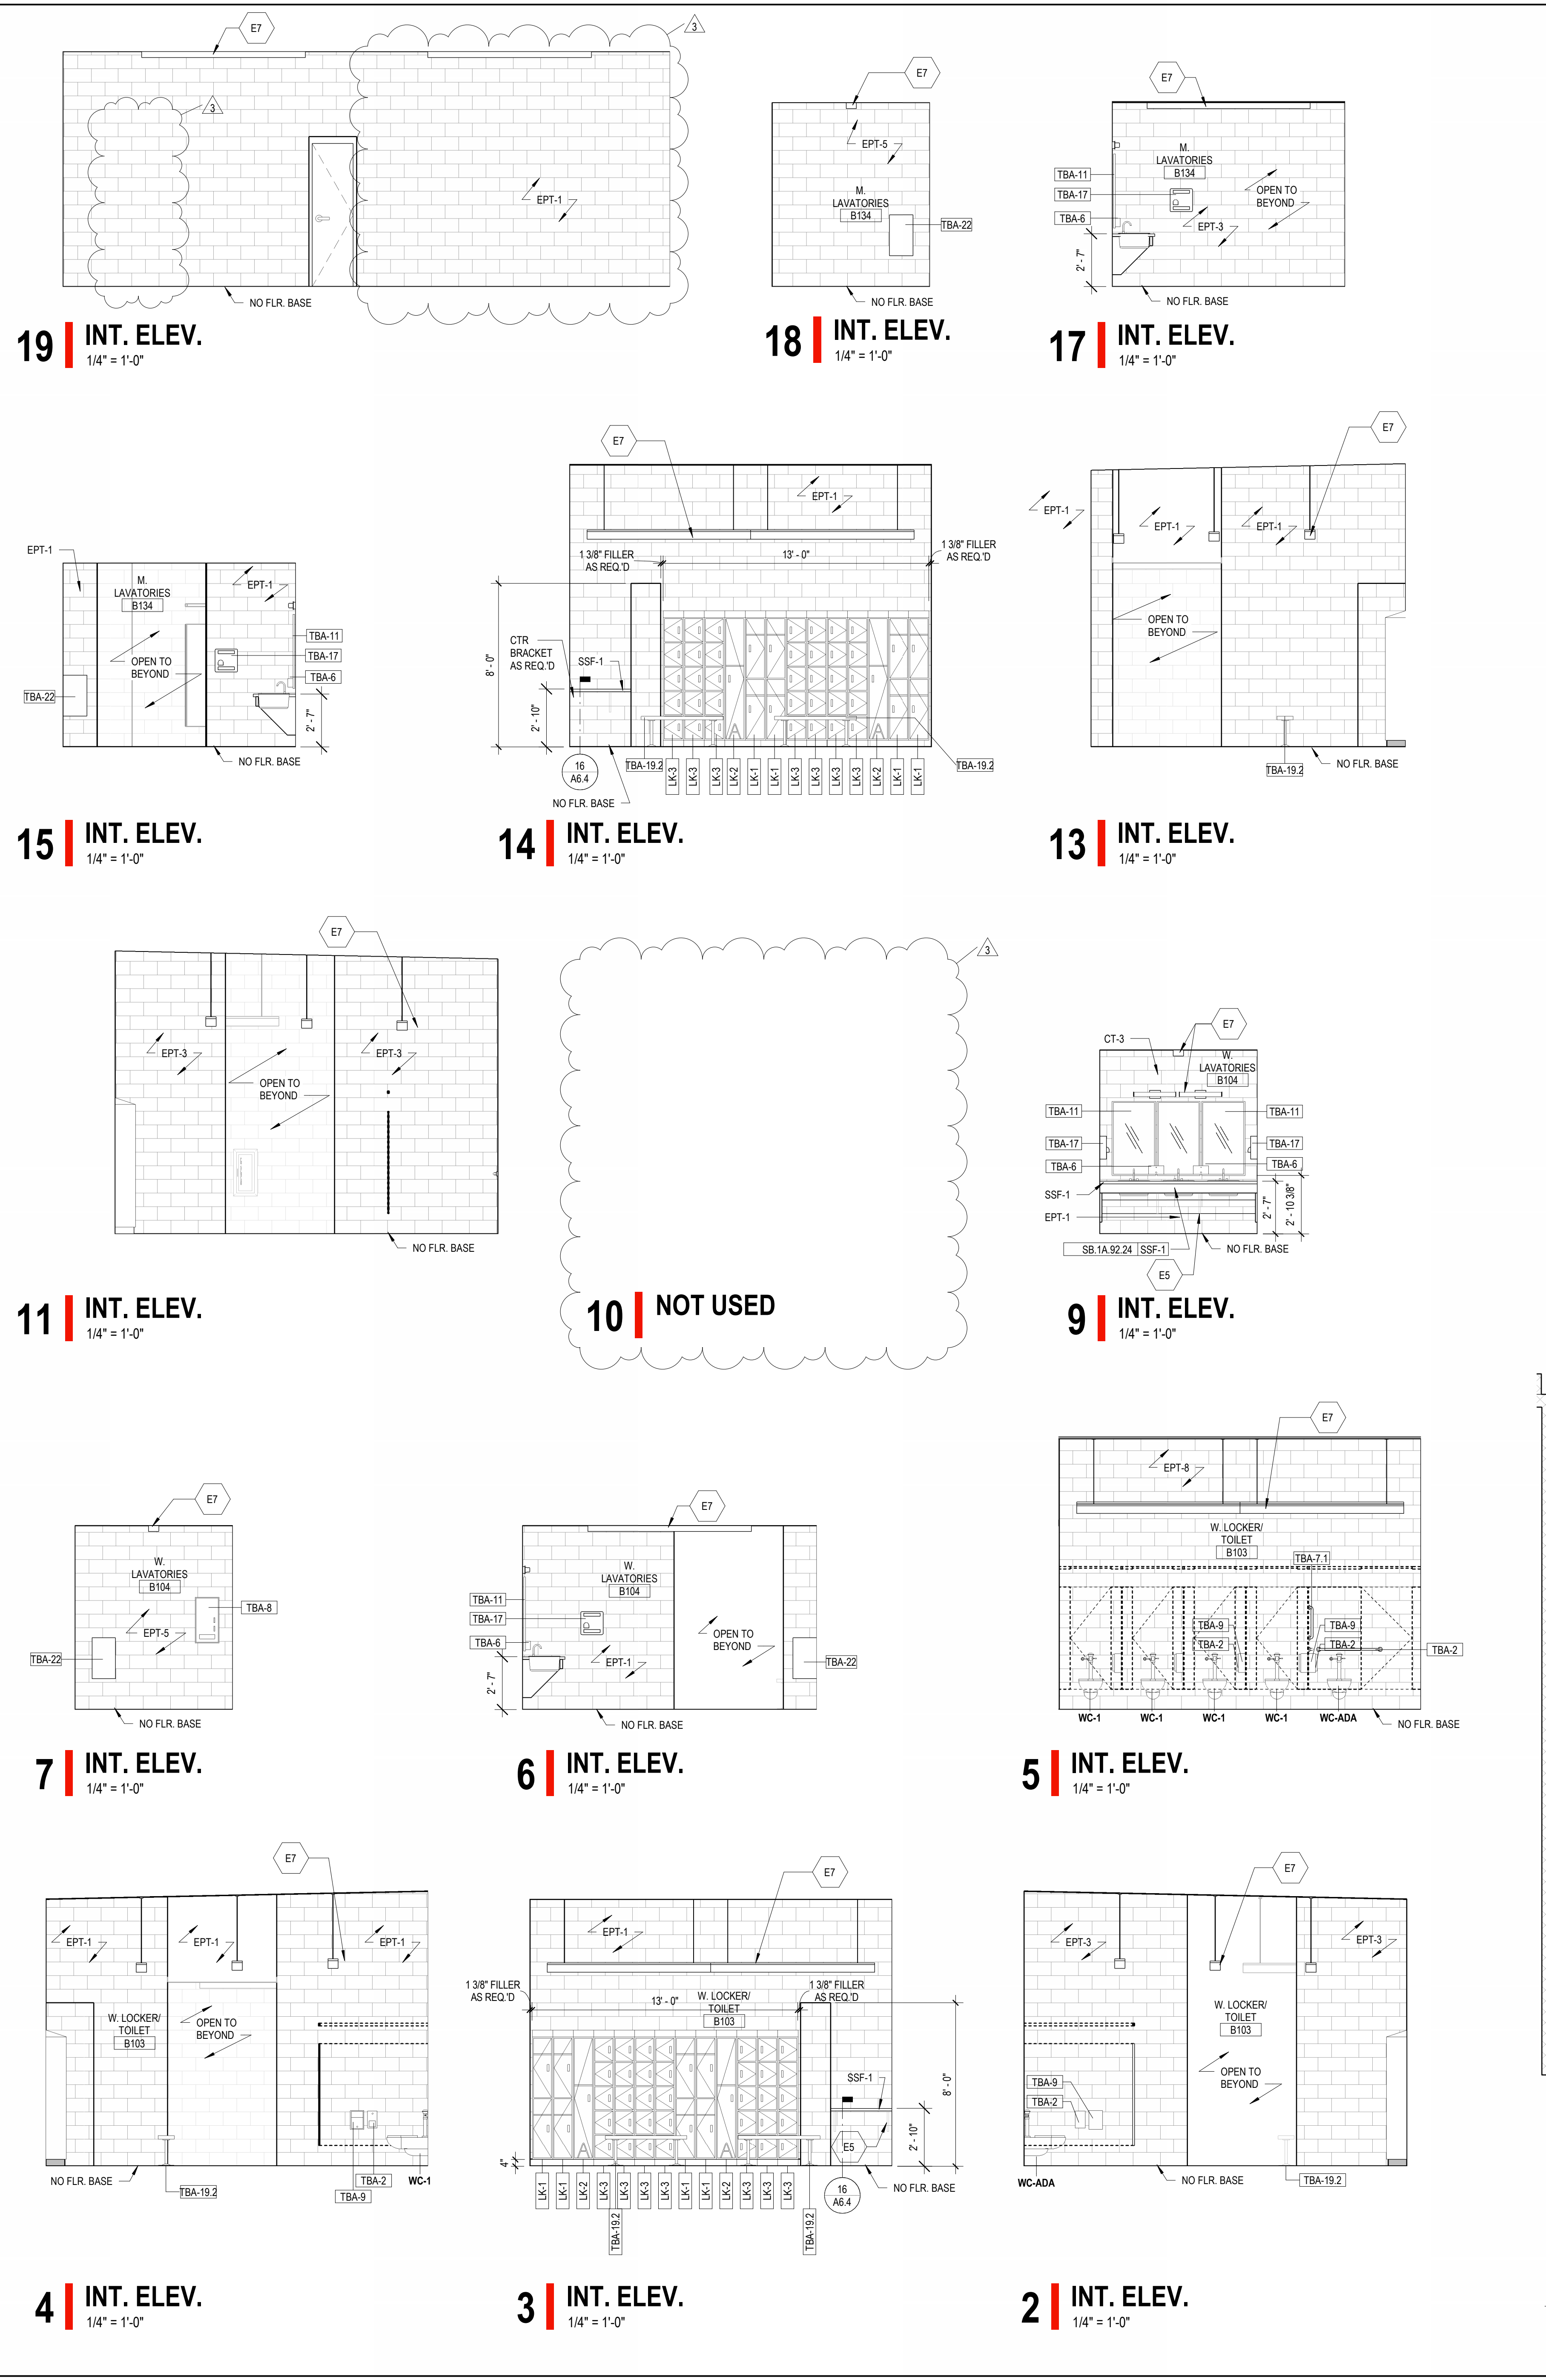 E7
3
3
EPT-1
NO FLR. BASE
19
INT. ELEV.
1/4" = 1'-0"
E7
EPT-5
M.
LAVATORIES
B134
TBA-22
NO FLR. BASE
18
INT. ELEV.
1/4" = 1'-0"
E7
M.
LAVATORIES
B134
TBA-11
TBA-17
TBA-6
OPEN TO
BEYOND
EPT-3
2' - 7"
NO FLR. BASE
17
INT. ELEV.
1/4" = 1'-0"
EPT-1
M.
LAVATORIES
B134
EPT-1
OPEN TO
BEYOND
TBA-11
TBA-17
TBA-6
TBA-22
2' - 7"
NO FLR. BASE
15
INT. ELEV.
1/4" = 1'-0"
E7
EPT-1
1 3/8" FILLER
AS REQ.'D
13' - 0"
1 3/8" FILLER
AS REQ.'D
8' - 0"
CTR
BRACKET
AS REQ.'D
SSF-1
2' - 10"
16
A6.4
TBA-19.2
LK-3
LK-3
LK-3
LK-2
LK-1
LK-1
LK-3
LK-3
LK-3
LK-3
LK-2
LK-1
LK-1
TBA-19.2
NO FLR. BASE
14
INT. ELEV.
1/4" = 1'-0"
E7
EPT-1
EPT-1
EPT-1
OPEN TO
BEYOND
TBA-19.2
NO FLR. BASE
13
INT. ELEV.
1/4" = 1'-0"
E7
EPT-3
EPT-3
OPEN TO
BEYOND
NO FLR. BASE
11
INT. ELEV.
1/4" = 1'-0"
3
10
NOT USED
E7
CT-3
W.
LAVATORIES
B104
TBA-11
TBA-11
TBA-17
TBA-17
TBA-6
TBA-6
SSF-1
EPT-1
2' - 7"
2' - 10 3/8"
SB.1A.92.24 SSF-1
NO FLR. BASE
E5
9
INT. ELEV.
1/4" = 1'-0"
E7
W.
LAVATORIES
B104
TBA-8
EPT-5
TBA-22
NO FLR. BASE
7
INT. ELEV.
1/4" = 1'-0"
E7
W.
LAVATORIES
B104
TBA-11
TBA-17
TBA-6
OPEN TO
BEYOND
EPT-1
TBA-22
2' - 7"
NO FLR. BASE
6
INT. ELEV.
1/4" = 1'-0"
E7
EPT-8
W. LOCKER/
TOILET
B103
TBA-7.1
TBA-9
TBA-9
TBA-2
TBA-2
TBA-2
WC-1
WC-1
WC-1
WC-1
WC-ADA
NO FLR. BASE
5
INT. ELEV.
1/4" = 1'-0"
E7
EPT-1
EPT-1
EPT-1
W. LOCKER/
TOILET
B103
OPEN TO
BEYOND
NO FLR. BASE
TBA-19.2
TBA-2
TBA-9
WC-1
4
INT. ELEV.
1/4" = 1'-0"
E7
EPT-1
1 3/8" FILLER
AS REQ.'D
13' - 0"
W. LOCKER/
TOILET
B103
1 3/8" FILLER
AS REQ.'D
SSF-1
8' - 0"
2' - 10"
E5
4"
LK-1
LK-1
LK-2
LK-3
LK-3
LK-3
LK-3
LK-1
LK-1
LK-2
LK-3
LK-3
LK-3
16
A6.4
NO FLR. BASE
TBA-19.2
TBA-19.2
3
INT. ELEV.
1/4" = 1'-0"
E7
EPT-3
EPT-3
W. LOCKER/
TOILET
B103
OPEN TO
BEYOND
TBA-9
TBA-2
WC-ADA
NO FLR. BASE
TBA-19.2
2
INT. ELEV.
1/4" = 1'-0"